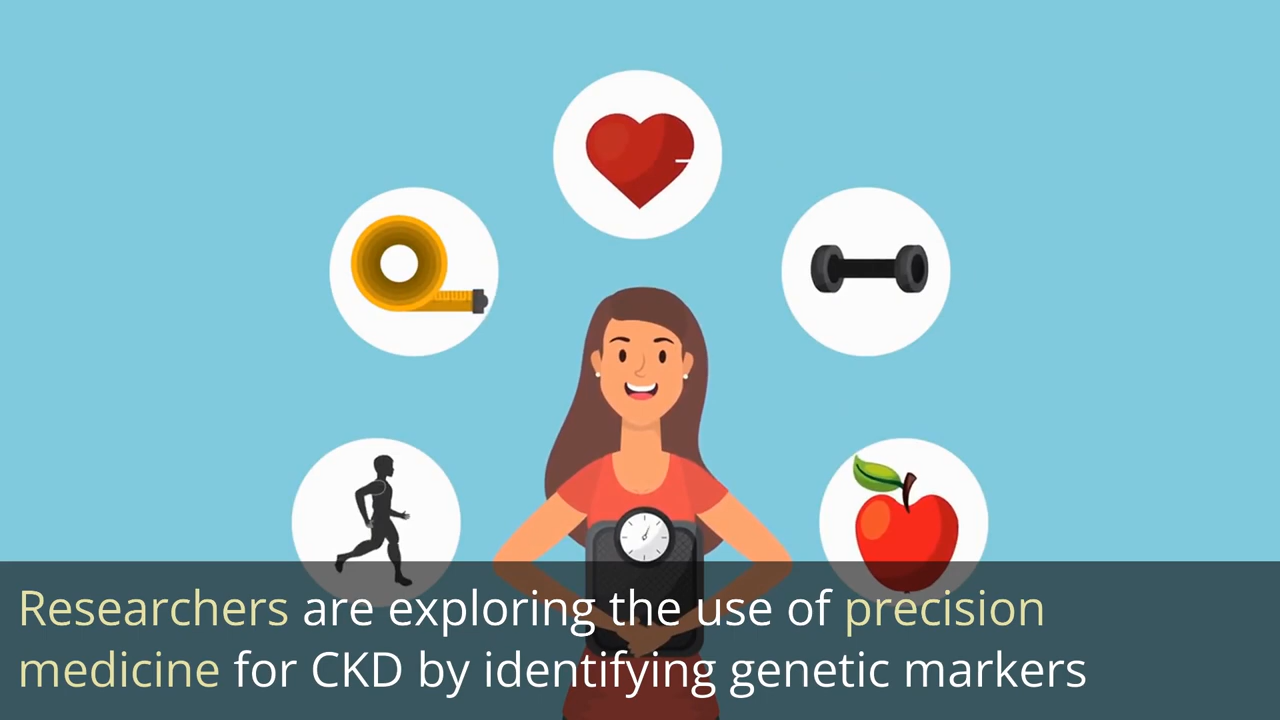 Researchers are exploring the use of precision
medicine for CKD by identifying genetic markers